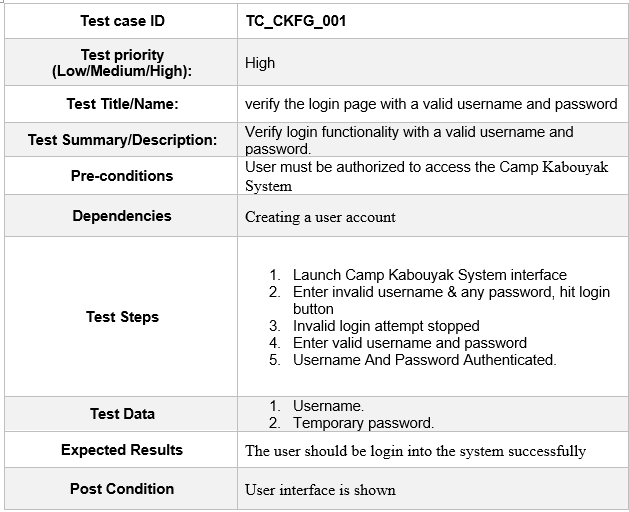 Test case ID
TC_CKFG_001
Test priority
(Low/Medium/High):
High
Test Title/Name:
verify the login page with a valid username and password
Test Summary/Description:
Verify login functionality with a valid username and
password.
Pre-conditions
User must be authorized to access the Camp Kabouyak
System
Dependencies
Creating a user account
Test Steps
1. Launch Camp Kabouyak System interface
2. Enter invalid username & any password, hit login
button
3. Invalid login attempt stopped
4. Enter valid username and password
5. Username And Password Authenticated.
Test Data
1. Username.
2. Temporary password.
Expected Results
The user should be login into the system successfully
Post Condition
User interface is shown